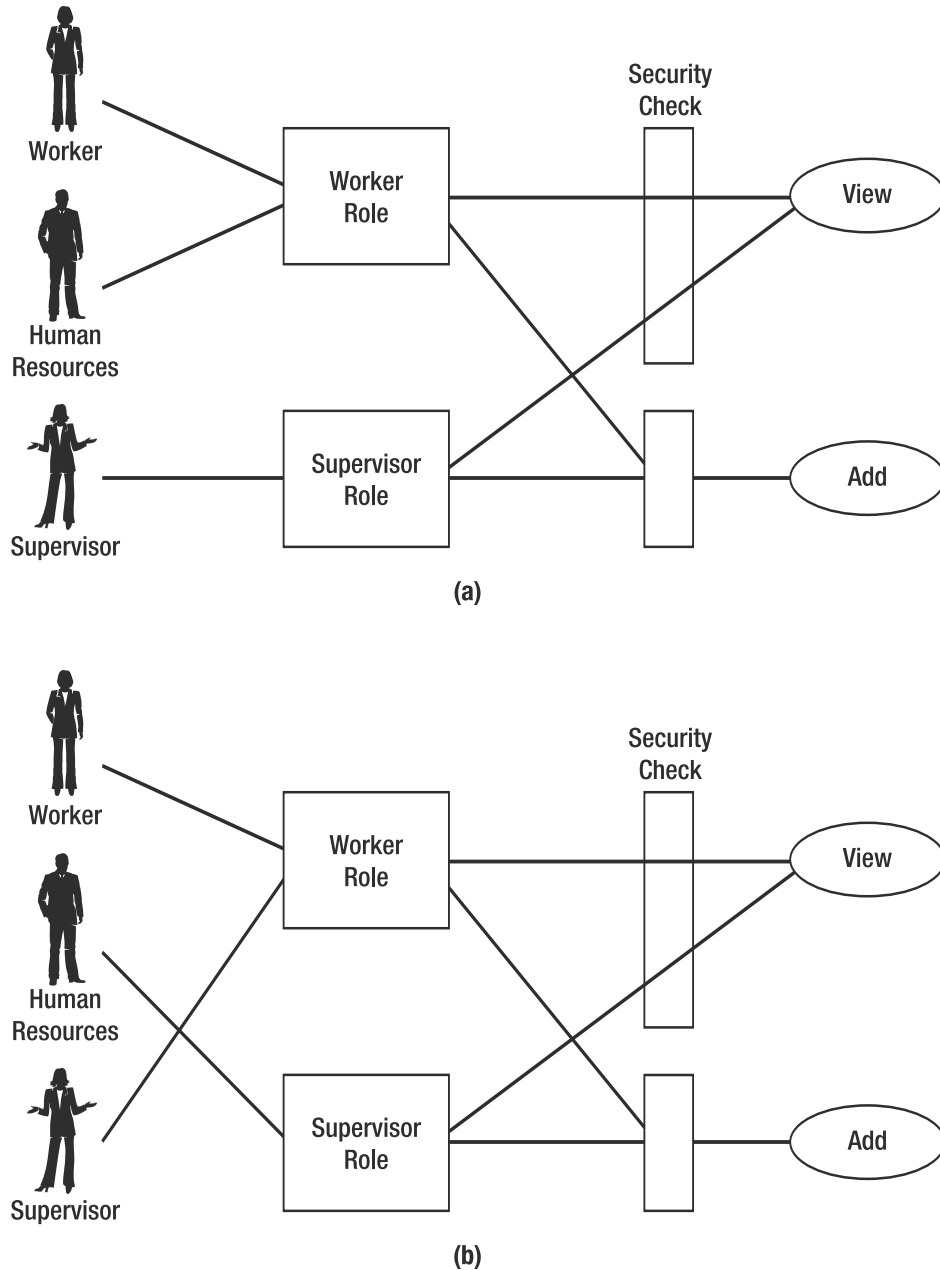 Security
Check
Worker
Worker
Role
View
Human
Resources
Supervisor
Role
Add
Supervisor
(a)
Security
Check
Worker
Worker
Role
View
Human
Resources
Supervisor
Role
Add
Supervisor
(b)